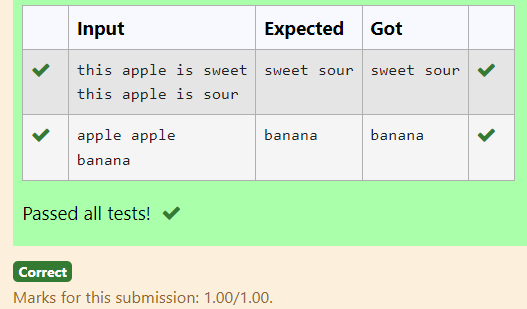 Input Expected Got
this apple is sweet sweet sour sweet sour
this apple is sour
apple apple banana banana
banana
Passed all tests!
Correct
Marks for this submission: 1.00/1.00.